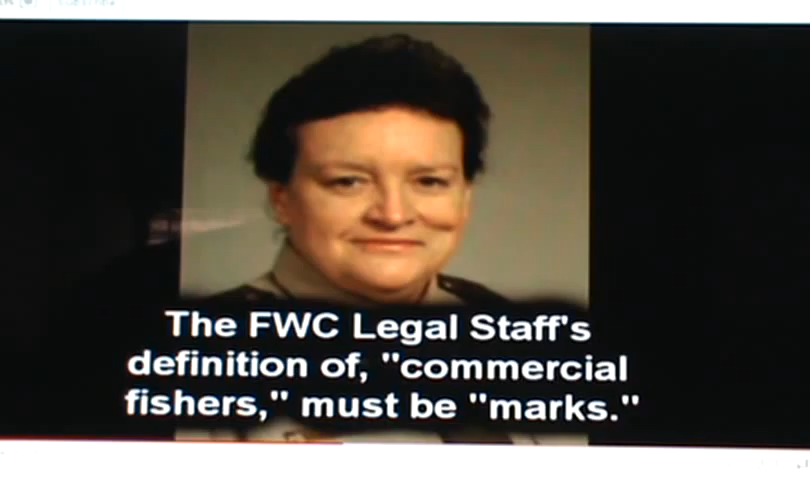 The FWC Legal Staff's
definition of, "commercial
fishers," must be "marks."